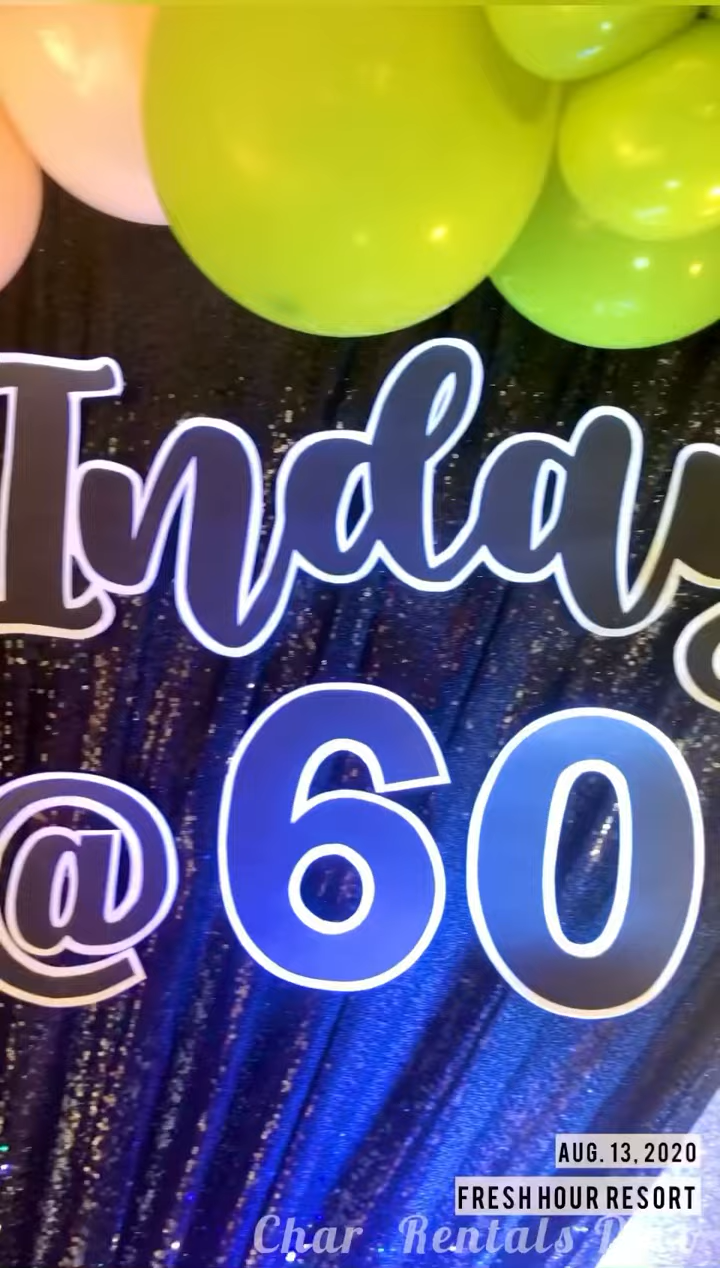 Inday
@60
AUG. 13, 2020
FRESH HOUR RESORT
Char Rentals